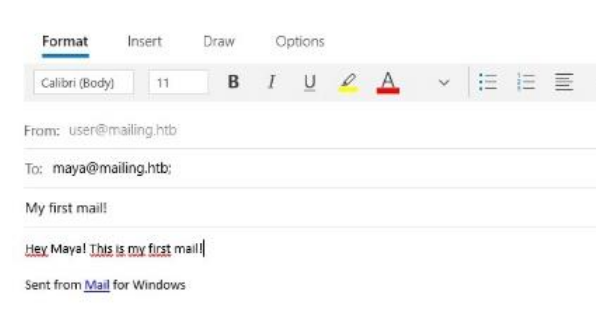 Format Insert Draw Options
Calibri (Body) 11 B I U A
From: user@mailing.htb
To: maya@mailing.htb;
My first mail!
Hey Maya! This is my first mail!
Sent from Mail for Windows